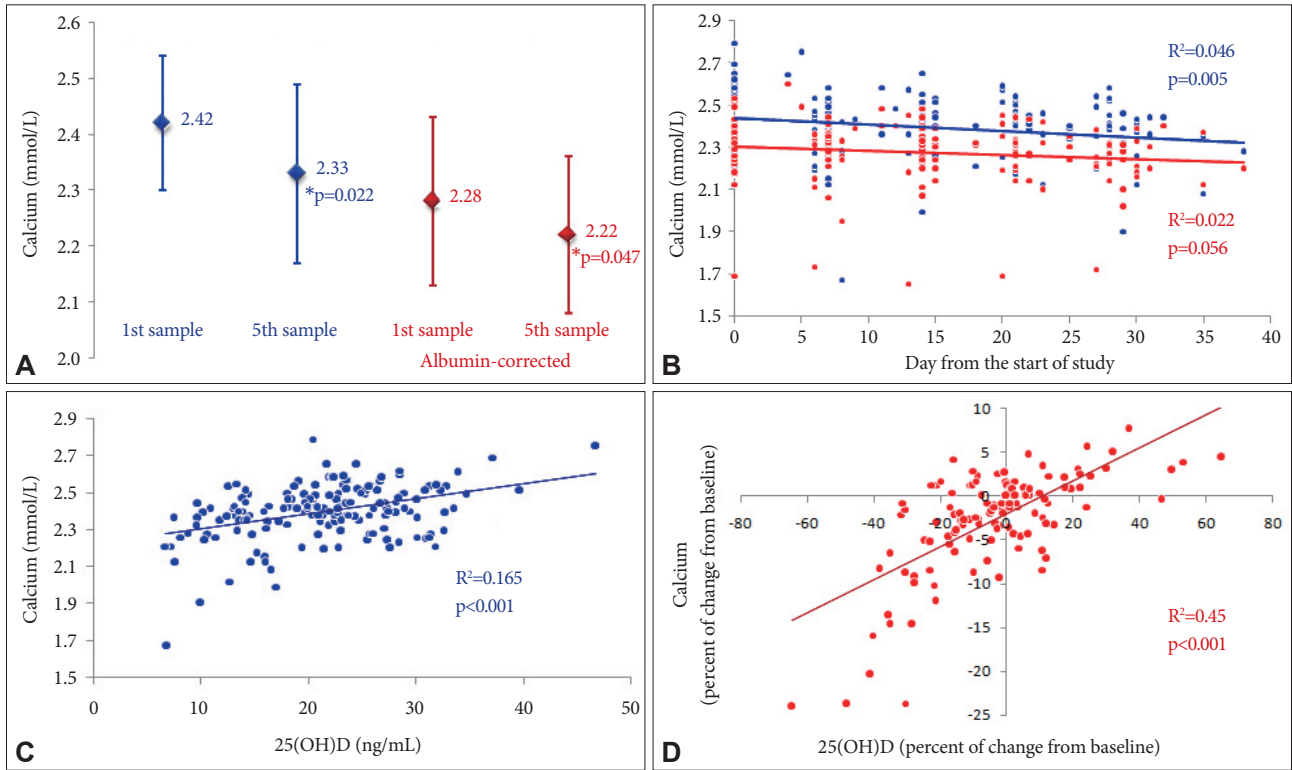 2.6
2.5
2.4
2.3
2.2
2.1
2.0
Calcium (mmol/L)
2.42
2.33
*p=0.022
2.28
2.22
*p=0.047
1st sample
5th sample
1st sample
5th sample
Albumin-corrected
A
2.9
2.7
2.5
2.3
2.1
1.9
1.7
1.5
Calcium (mmol/L)
R²=0.046
p=0.005
R²=0.022
p=0.056
0 5 10 15 20 25 30 35 40
Day from the start of study
B
2.9
2.7
2.5
2.3
2.1
1.9
1.7
1.5
Calcium (mmol/L)
R²=0.165
p<0.001
0 10 20 30 40 50
25(OH)D (ng/mL)
C
10
5
0
-5
-10
-15
-20
-25
-80 -60 -40 -20 0 20 40 60 80
Calcium
(percent of change from baseline)
R²=0.45
p<0.001
25(OH)D (percent of change from baseline)
D